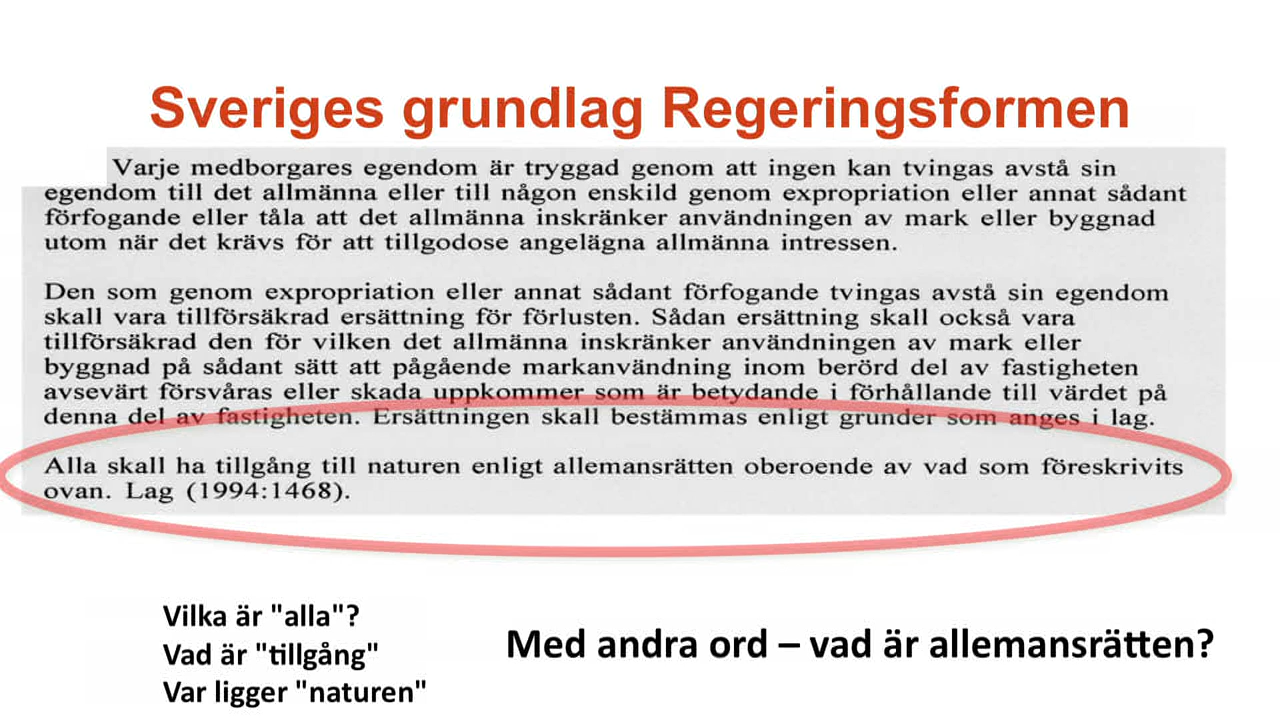 Sveriges grundlag Regeringsformen
Varje medborgares egendom är tryggad genom att ingen kan tvingas avstå sin
egendom till det allmänna eller till någon enskild genom expropriation eller annat sådant
förfogande eller tåla att det allmänna inskränker användningen av mark eller byggnad
utom när det krävs för att tillgodose angelägna allmänna intressen.
Den som genom expropriation eller annat sådant förfogande tvingas avstå sin egendom
skall vara tillförsäkrad ersättning för förlusten. Sådan ersättning skall också vara
tillförsäkrad den för vilken det allmänna inskränker användningen av mark eller
byggnad på sådant sätt att pågående markanvändning inom berörd del av fastigheten
avsevärt försvåras eller skada uppkommer som är betydande i förhållande till värdet på
denna del av fastigheten. Ersättningen skall bestämmas enligt grunder som anges i lag.
Alla skall ha tillgång till naturen enligt allemansrätten oberoende av vad som föreskrivits
ovan. Lag (1994:1468).
Vilka är "alla"?
Vad är "tillgång"
Var ligger "naturen"
Med andra ord – vad är allemansrätten?